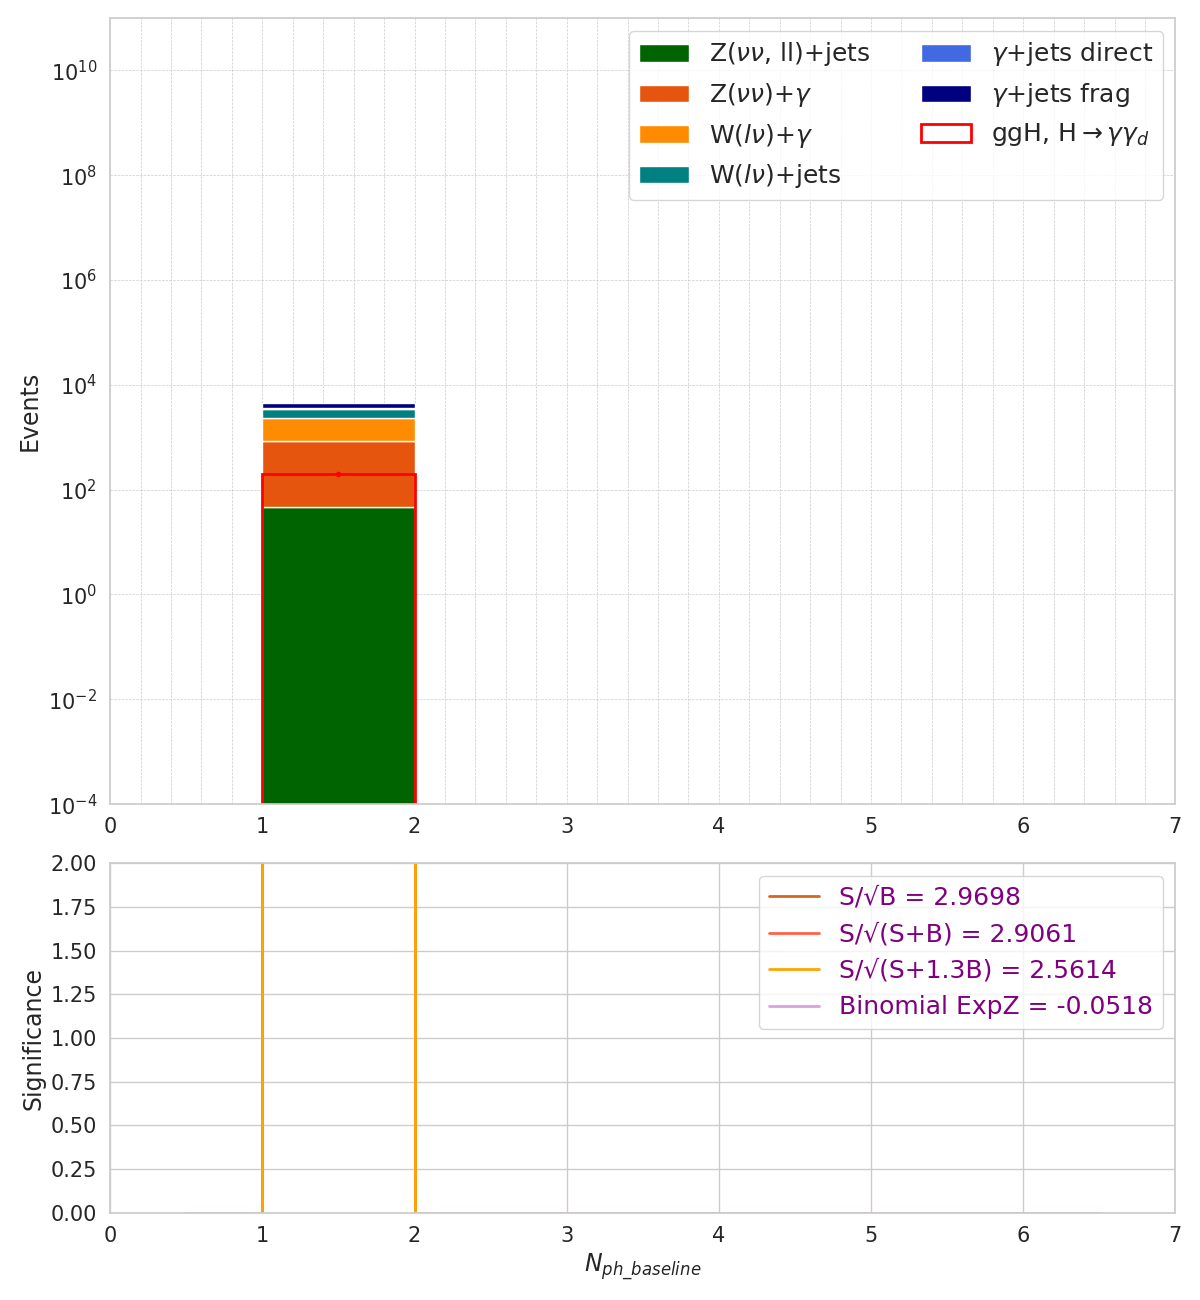 Z(νν, ll)+jets
Z(νν)+γ
W(lν)+γ
W(lν)+jets
γ+jets direct
γ+jets frag
ggH, H→γγ_d
Events
10^10
10^8
10^6
10^4
10^2
10^0
10^−2
10^−4
0 1 2 3 4 5 6 7
S/√B = 2.9698
S/√(S+B) = 2.9061
S/√(S+1.3B) = 2.5614
Binomial ExpZ = -0.0518
Significance
2.00
1.75
1.50
1.25
1.00
0.75
0.50
0.25
0.00
0 1 2 3 4 5 6 7
N_ph_baseline